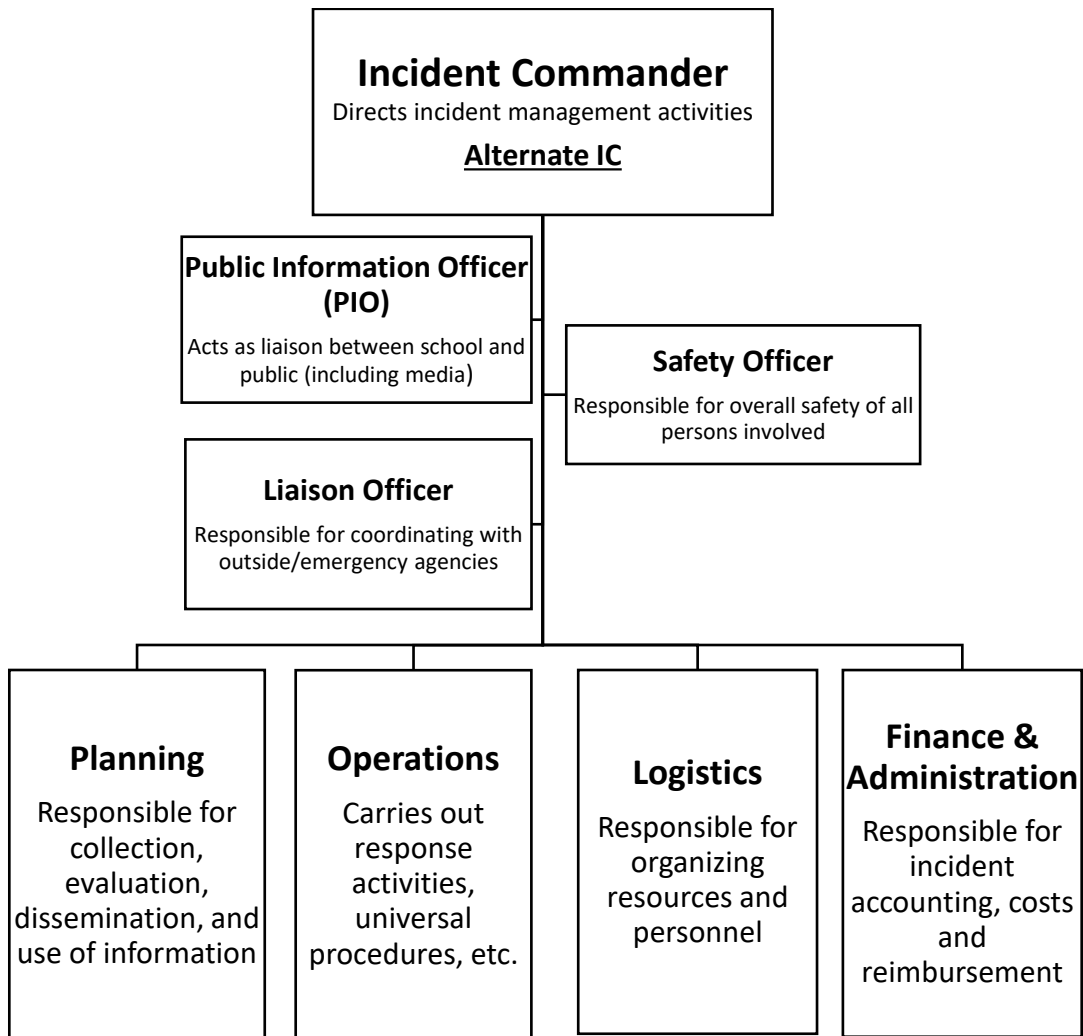 Incident Commander
Directs incident management activities
Alternate IC
Public Information Officer
(PIO)
Acts as liaison between school and
public (including media)
Safety Officer
Responsible for overall safety of all
persons involved
Liaison Officer
Responsible for coordinating with
outside/emergency agencies
Planning
Responsible for
collection,
evaluation,
dissemination, and
use of information
Operations
Carries out
response
activities,
universal
procedures, etc.
Logistics
Responsible for
organizing
resources and
personnel
Finance &
Administration
Responsible for
incident
accounting, costs
and
reimbursement